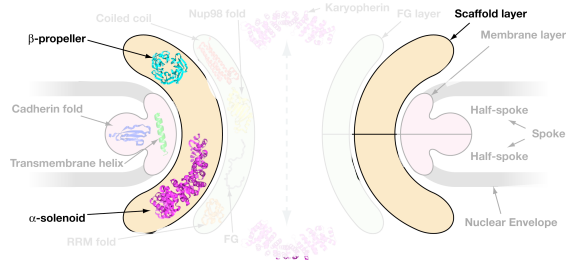 Coiled coil
Nup98 fold
Karyopherin
FG layer
Scaffold layer
β-propeller
Membrane layer
Cadherin fold
Half-spoke
Spoke
Transmembrane helix
Half-spoke
α-solenoid
Nuclear Envelope
RRM fold
FG